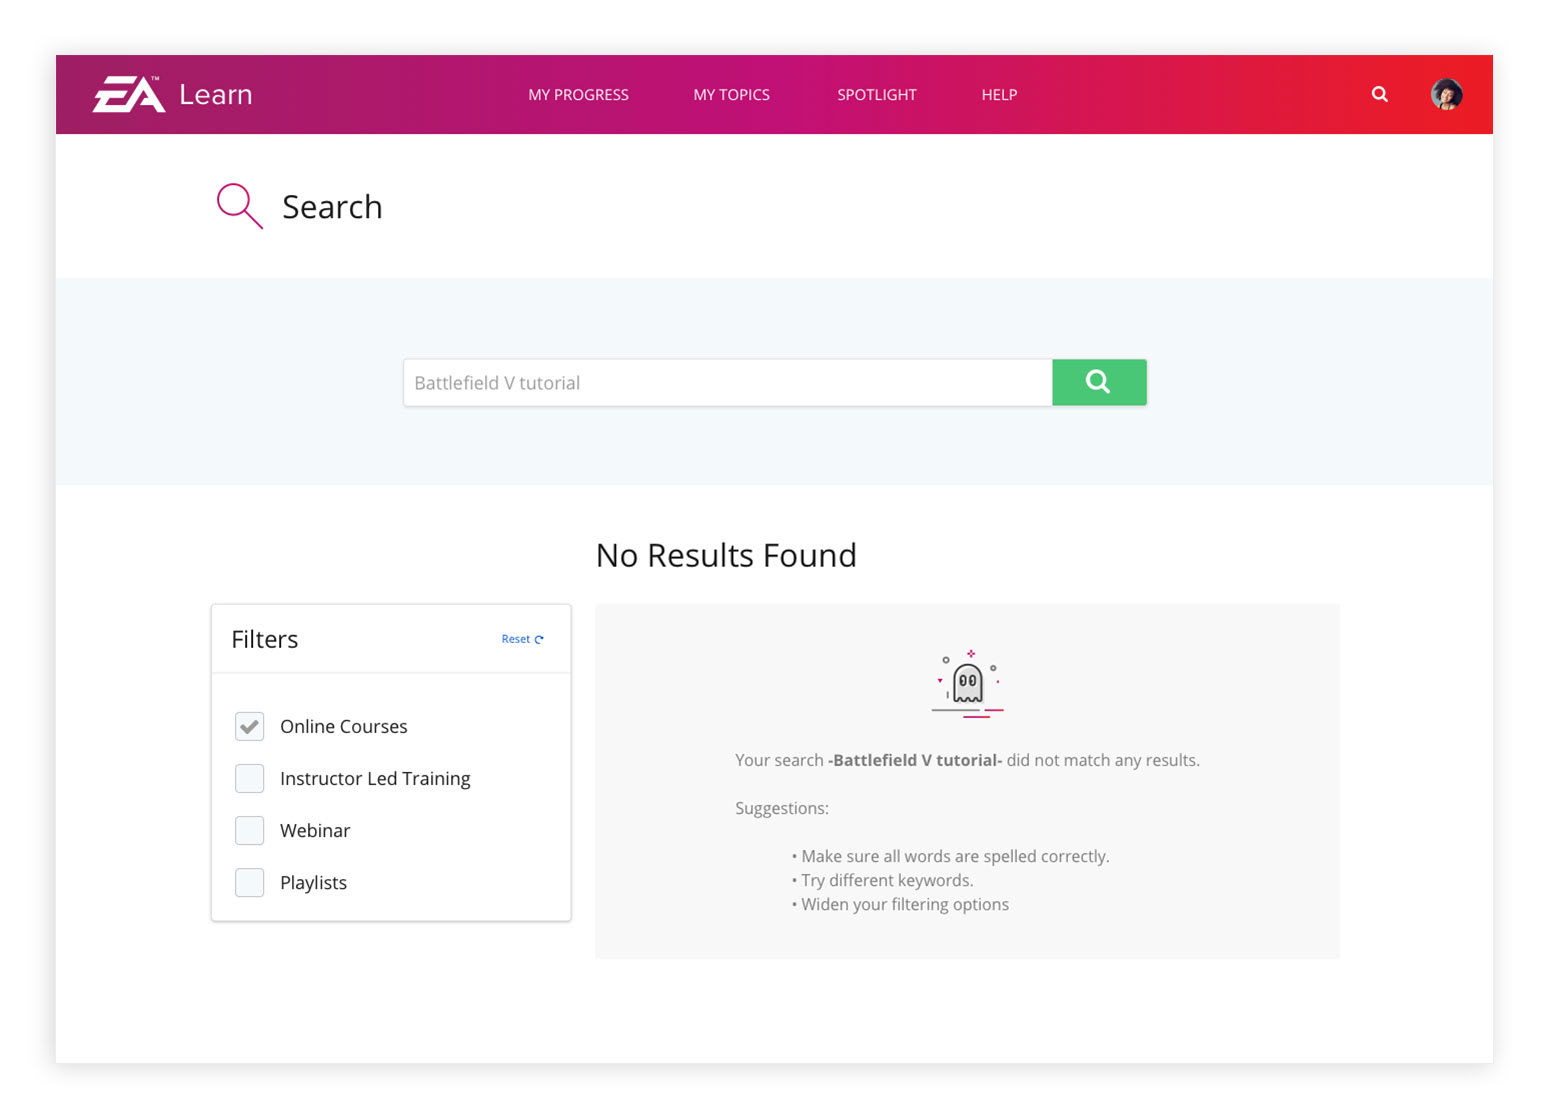 EA™ Learn
MY PROGRESS
MY TOPICS
SPOTLIGHT
HELP
Search
Battlefield V tutorial
No Results Found
Filters
Reset
Online Courses
Instructor Led Training
Webinar
Playlists
Your search -Battlefield V tutorial- did not match any results.
Suggestions:
• Make sure all words are spelled correctly.
• Try different keywords.
• Widen your filtering options